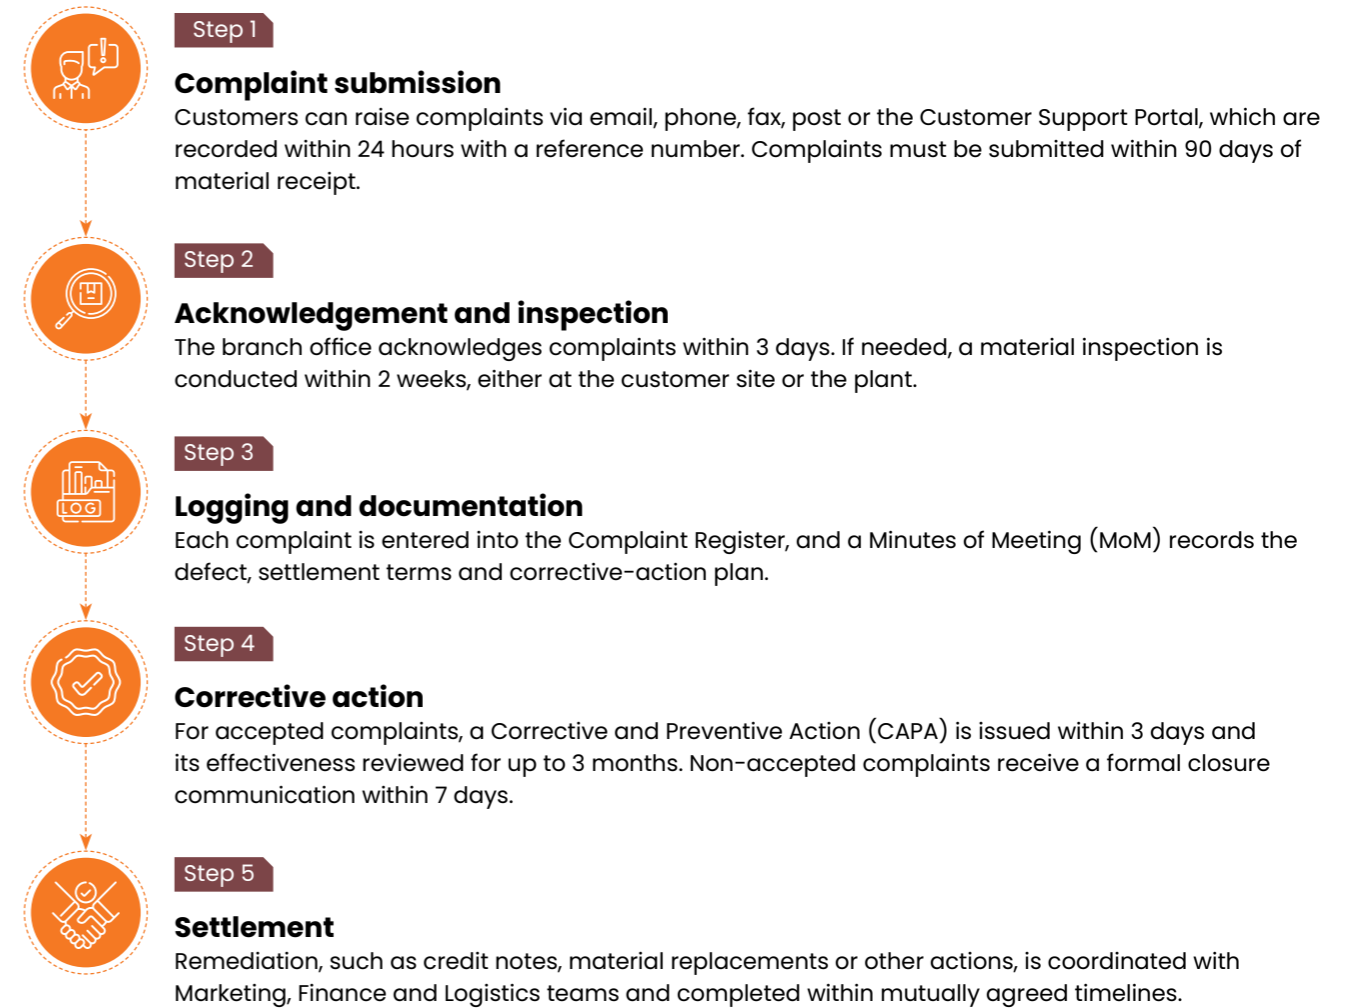 Step 1
Complaint submission
Customers can raise complaints via email, phone, fax, post or the Customer Support Portal, which are
recorded within 24 hours with a reference number. Complaints must be submitted within 90 days of
material receipt.
Step 2
Acknowledgement and inspection
The branch office acknowledges complaints within 3 days. If needed, a material inspection is
conducted within 2 weeks, either at the customer site or the plant.
Step 3
LOG
Logging and documentation
Each complaint is entered into the Complaint Register, and a Minutes of Meeting (MoM) records the
defect, settlement terms and corrective-action plan.
Step 4
Corrective action
For accepted complaints, a Corrective and Preventive Action (CAPA) is issued within 3 days and
its effectiveness reviewed for up to 3 months. Non-accepted complaints receive a formal closure
communication within 7 days.
Step 5
Settlement
Remediation, such as credit notes, material replacements or other actions, is coordinated with
Marketing, Finance and Logistics teams and completed within mutually agreed timelines.